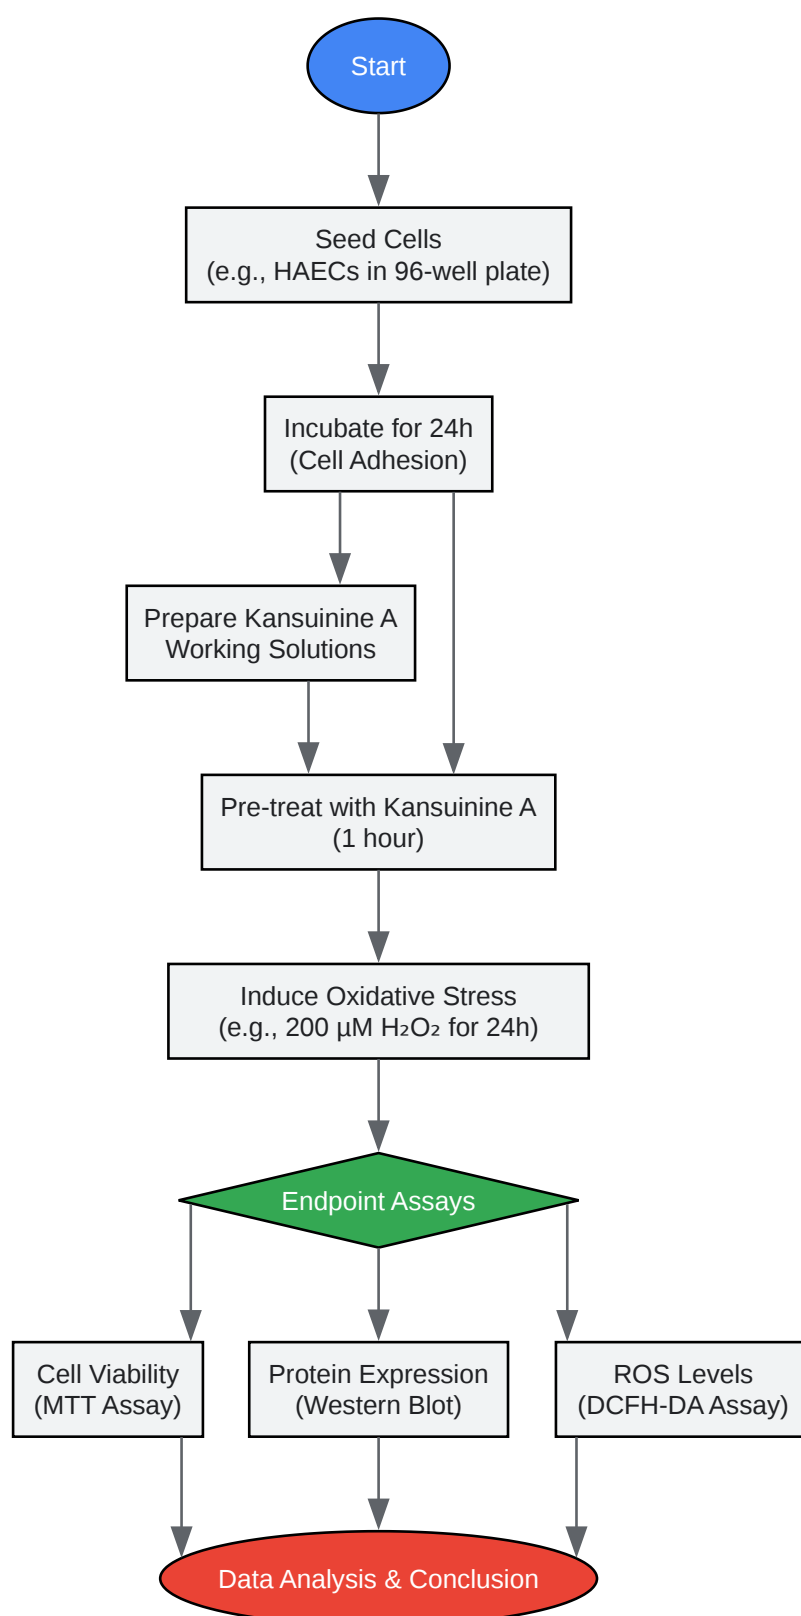 Start
Seed Cells
(e.g., HAECs in 96-well plate)
Incubate for 24h
(Cell Adhesion)
Prepare Kansuinine A
Working Solutions
Pre-treat with Kansuinine A
(1 hour)
Induce Oxidative Stress
(e.g., 200 µM H₂O₂ for 24h)
Endpoint Assays
Cell Viability
(MTT Assay)
Protein Expression
(Western Blot)
ROS Levels
(DCFH-DA Assay)
Data Analysis & Conclusion